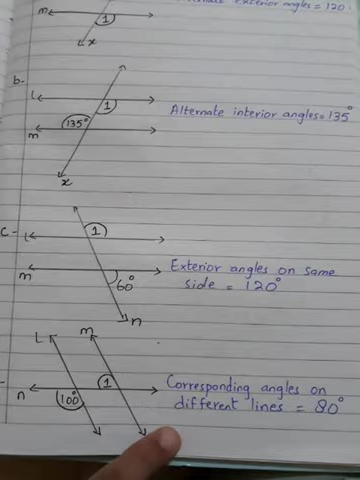 exterior angles = 120
m
1
x
b.
L
1
Alternate interior angles = 135°
135°
m
x
C-
1
L
m
Exterior angles on same
60°
side = 120°
n
L
m
n
1
100°
Corresponding angles on
different lines = 80°